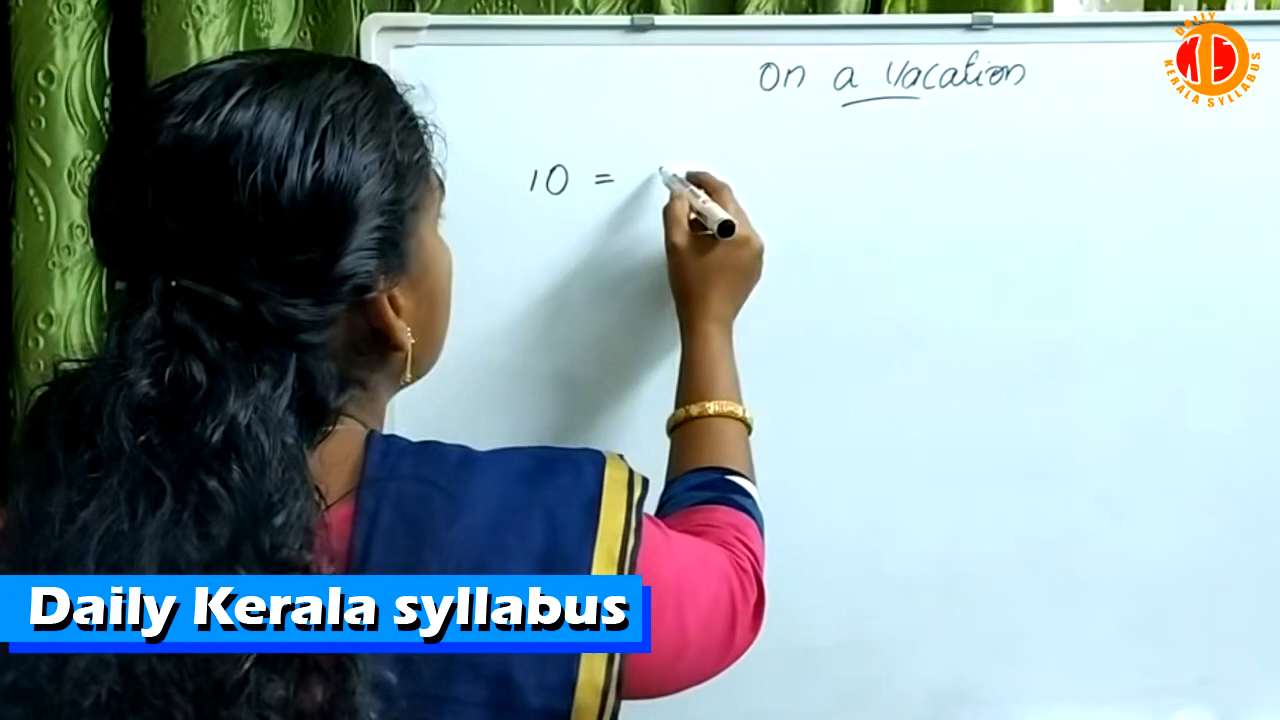 On a Vacation
DAILY
KERALA SYLLABUS
10 =
Daily Kerala syllabus